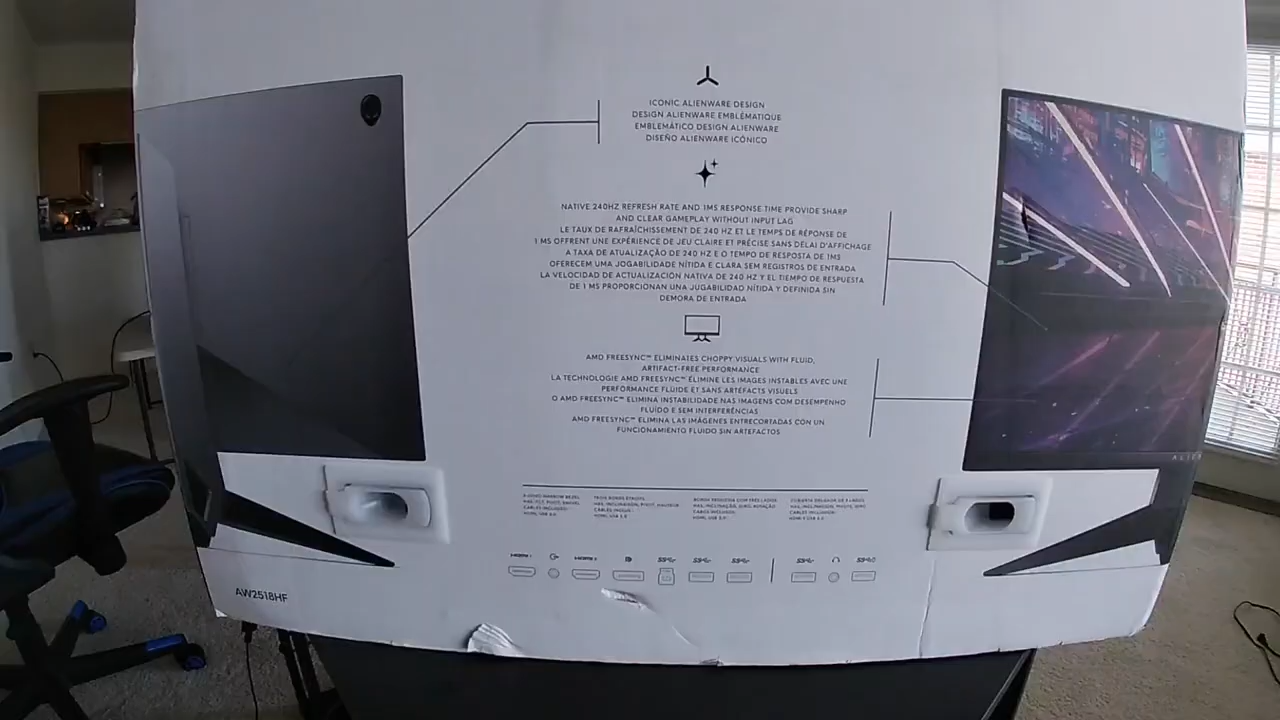 ICONIC ALIENWARE DESIGN
DESIGN ALIENWARE EMBLÉMATIQUE
EMBLEMÁTICO DESIGN ALIENWARE
DISEÑO ALIENWARE ICÓNICO
NATIVE 240HZ REFRESH RATE AND 1MS RESPONSE TIME PROVIDE SHARP
AND CLEAR GAMEPLAY WITHOUT INPUT LAG
LE TAUX DE RAFRAÎCHISSEMENT DE 240 HZ ET LE TEMPS DE RÉPONSE DE
1 MS OFFRENT UNE EXPÉRIENCE DE JEU CLAIRE ET PRÉCISE SANS DELAI D'AFFICHAGE
A TAXA DE ATUALIZAÇÃO DE 240 HZ E O TEMPO DE RESPOSTA DE 1MS
OFERECEM UMA JOGABILIDADE NÍTIDA E CLARA SEM REGISTROS DE ENTRADA
LA VELOCIDAD DE ACTUALIZACIÓN NATIVA DE 240 HZ Y EL TIEMPO DE RESPUESTA
DE 1 MS PROPORCIONAN UNA JUGABILIDAD NÍTIDA Y DEFINIDA SIN
DEMORA DE ENTRADA
AMD FREESYNC™ ELIMINATES CHOPPY VISUALS WITH FLUID,
ARTIFACT-FREE PERFORMANCE
LA TECHNOLOGIE AMD FREESYNC™ ÉLIMINE LES IMAGES INSTABLES AVEC UNE
PERFORMANCE FLUIDE ET SANS ARTEFACTS VISUELS
O AMD FREESYNC™ ELIMINA INSTABILIDADE NAS IMAGENS COM DESEMPENHO
FLUÍDO E SEM INTERFERÊNCIAS
AMD FREESYNC™ ELIMINA LAS IMÁGENES ENTRECORTADAS CON UN
FUNCIONAMIENTO FLUIDO SIN ARTEFACTOS
AW2518HF